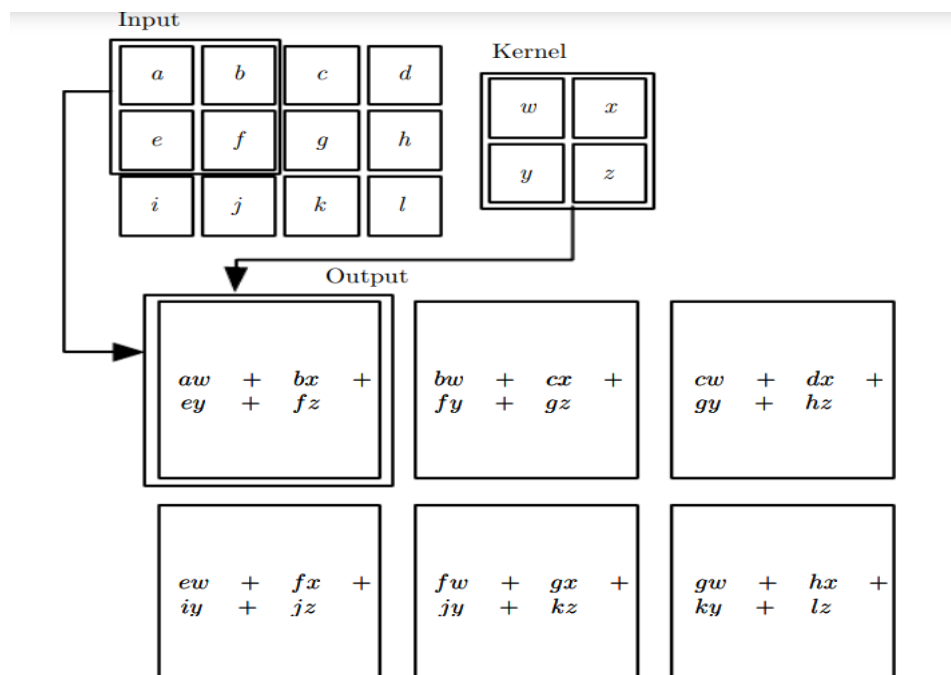 Input
a b c d
e f g h
i j k l
Kernel
w x
y z
Output
aw + bx +
ey + fz
bw + cx +
fy + gz
cw + dx +
gy + hz
ew + fx +
iy + jz
fw + gx +
jy + kz
gw + hx +
ky + lz